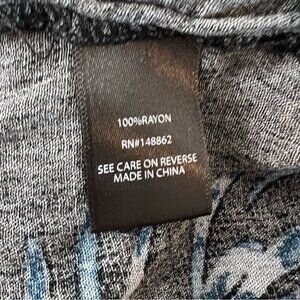 100%RAYON
RN#148862
SEE CARE ON REVERSE
MADE IN CHINA